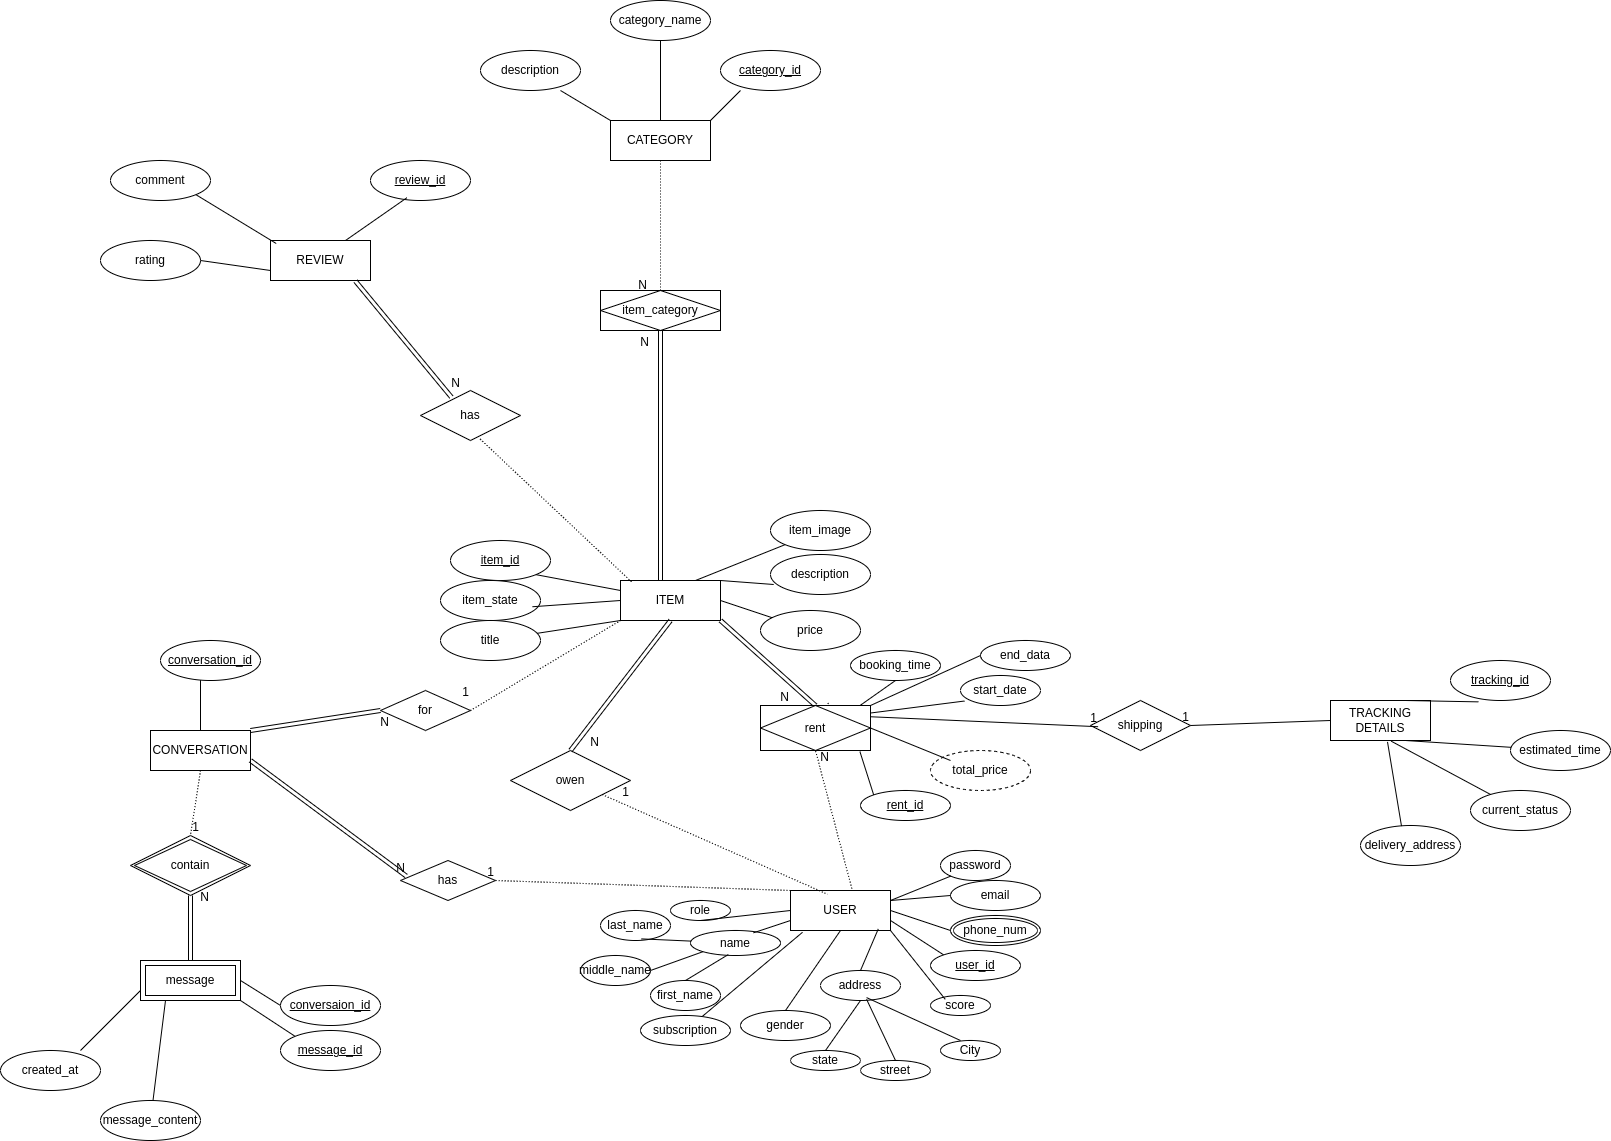 category_name
description
category_id
CATEGORY
comment
review_id
rating
REVIEW
N
item_category
N
N
has
item_image
item_id
description
item_state
ITEM
title
price
conversation_id
booking_time
end_data
start_date
tracking_id
1
for
N
N
rent
1
shipping
1
TRACKING
DETAILS
CONVERSATION
N
estimated_time
N
total_price
owen
1
rent_id
current_status
delivery_address
1
contain
N
has
1
N
password
email
role
USER
last_name
phone_num
name
middle_name
user_id
message
first_name
address
conversaion_id
score
subscription
gender
message_id
state
City
street
created_at
message_content